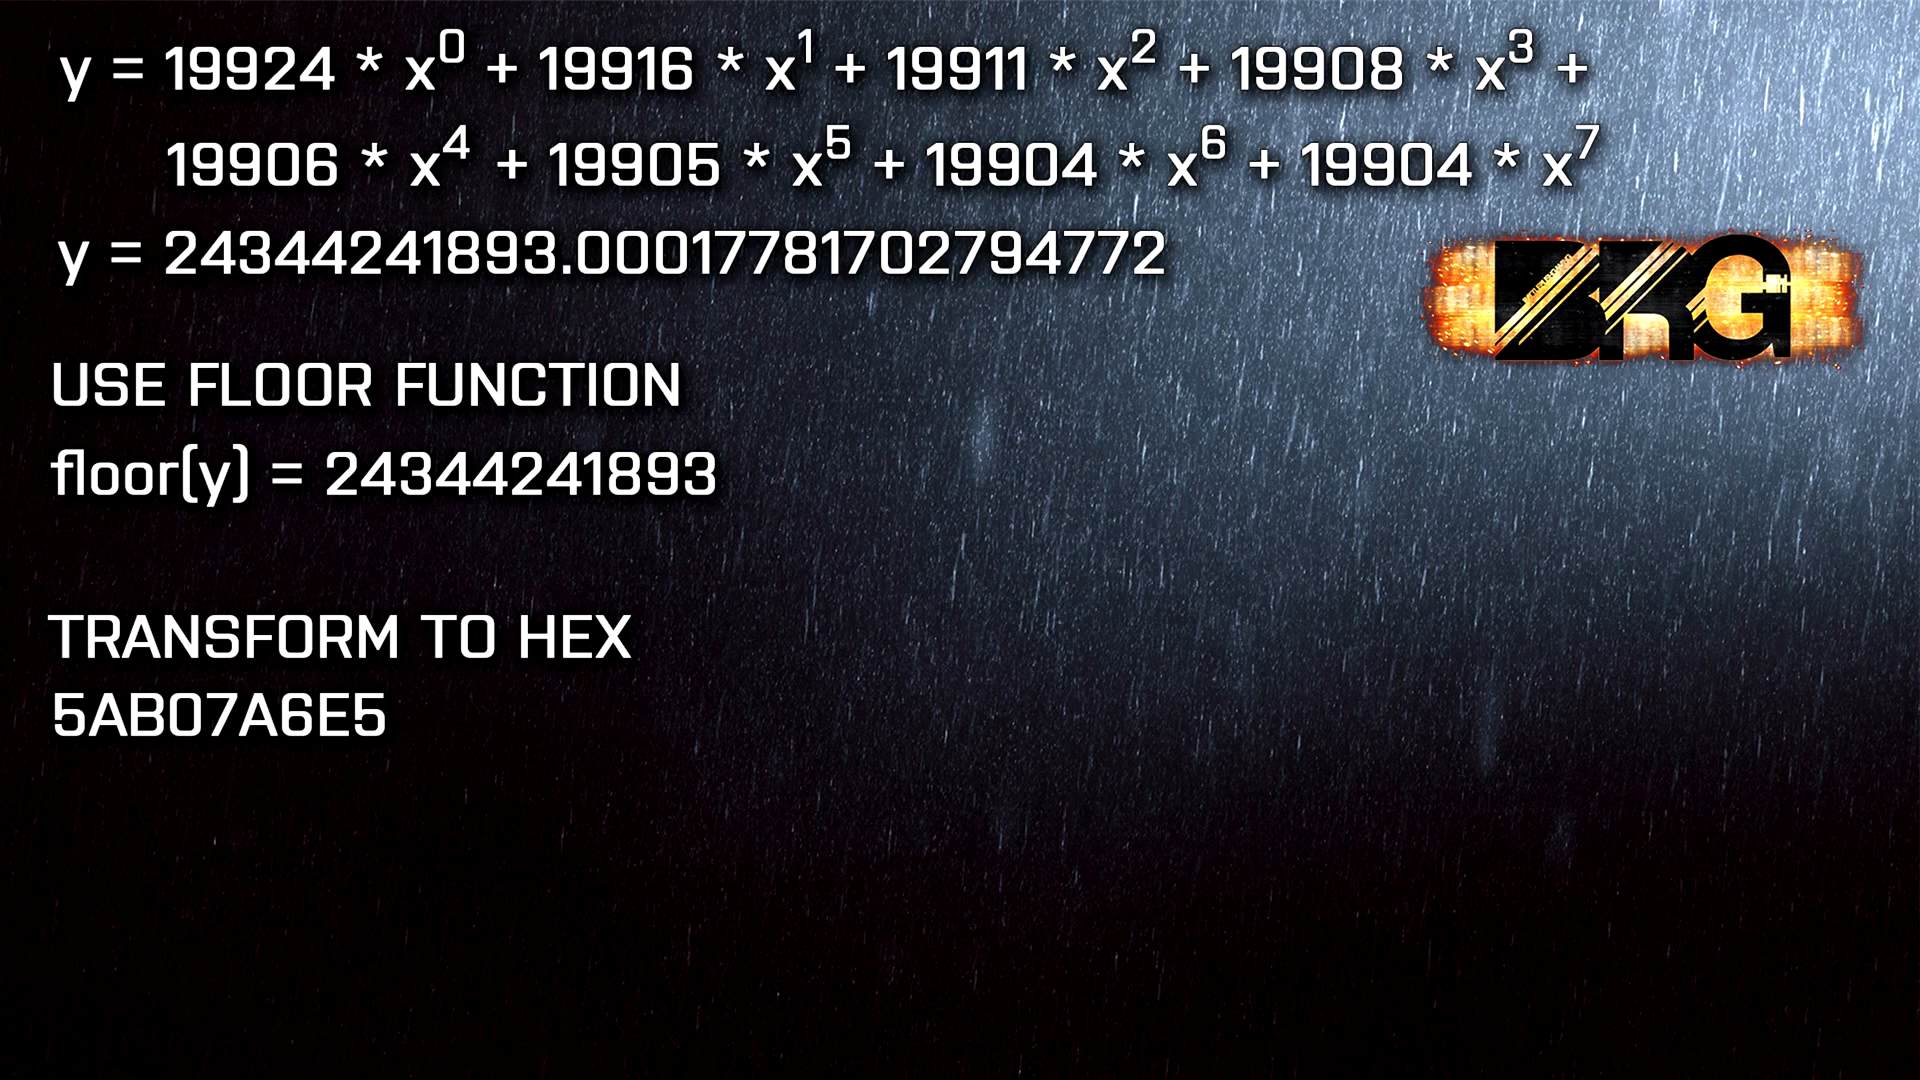 y = 19924 * x⁰ + 19916 * x¹ + 19911 * x² + 19908 * x³ +
19906 * x⁴ + 19905 * x⁵ + 19904 * x⁶ + 19904 * x⁷
y = 24344241893.00017781702794772
BRG
USE FLOOR FUNCTION
floor(y) = 24344241893
TRANSFORM TO HEX
5AB07A6E5